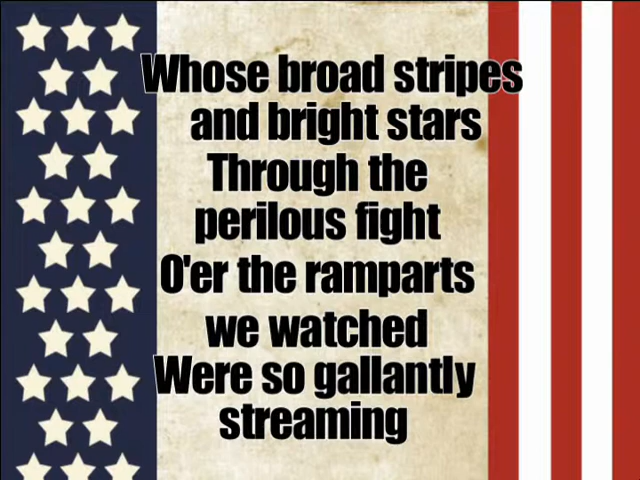 Whose broad stripes
and bright stars
Through the
perilous fight
O'er the ramparts
we watched
Were so gallantly
streaming